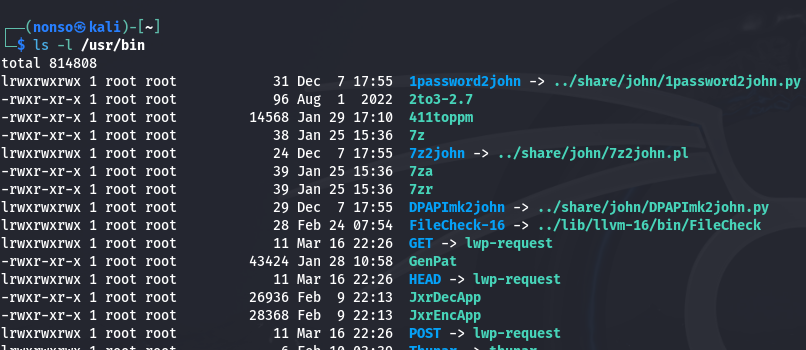 (nonso㉿kali)-[~]
$ ls -l /usr/bin
total 814808
lrwxrwxrwx 1 root root 31 Dec 7 17:55 1password2john -> ../share/john/1password2john.py
-rwxr-xr-x 1 root root 96 Aug 1 2022 2to3-2.7
-rwxr-xr-x 1 root root 14568 Jan 29 17:10 411toppm
-rwxr-xr-x 1 root root 38 Jan 25 15:36 7z
lrwxrwxrwx 1 root root 24 Dec 7 17:55 7z2john -> ../share/john/7z2john.pl
-rwxr-xr-x 1 root root 39 Jan 25 15:36 7za
-rwxr-xr-x 1 root root 39 Jan 25 15:36 7zr
lrwxrwxrwx 1 root root 29 Dec 7 17:55 DPAPImk2john -> ../share/john/DPAPImk2john.py
lrwxrwxrwx 1 root root 28 Feb 24 07:54 FileCheck-16 -> ../lib/llvm-16/bin/FileCheck
lrwxrwxrwx 1 root root 11 Mar 16 22:26 GET -> lwp-request
-rwxr-xr-x 1 root root 43424 Jan 28 10:58 GenPat
lrwxrwxrwx 1 root root 11 Mar 16 22:26 HEAD -> lwp-request
-rwxr-xr-x 1 root root 26936 Feb 9 22:13 JxrDecApp
-rwxr-xr-x 1 root root 28368 Feb 9 22:13 JxrEncApp
lrwxrwxrwx 1 root root 11 Mar 16 22:26 POST -> lwp-request